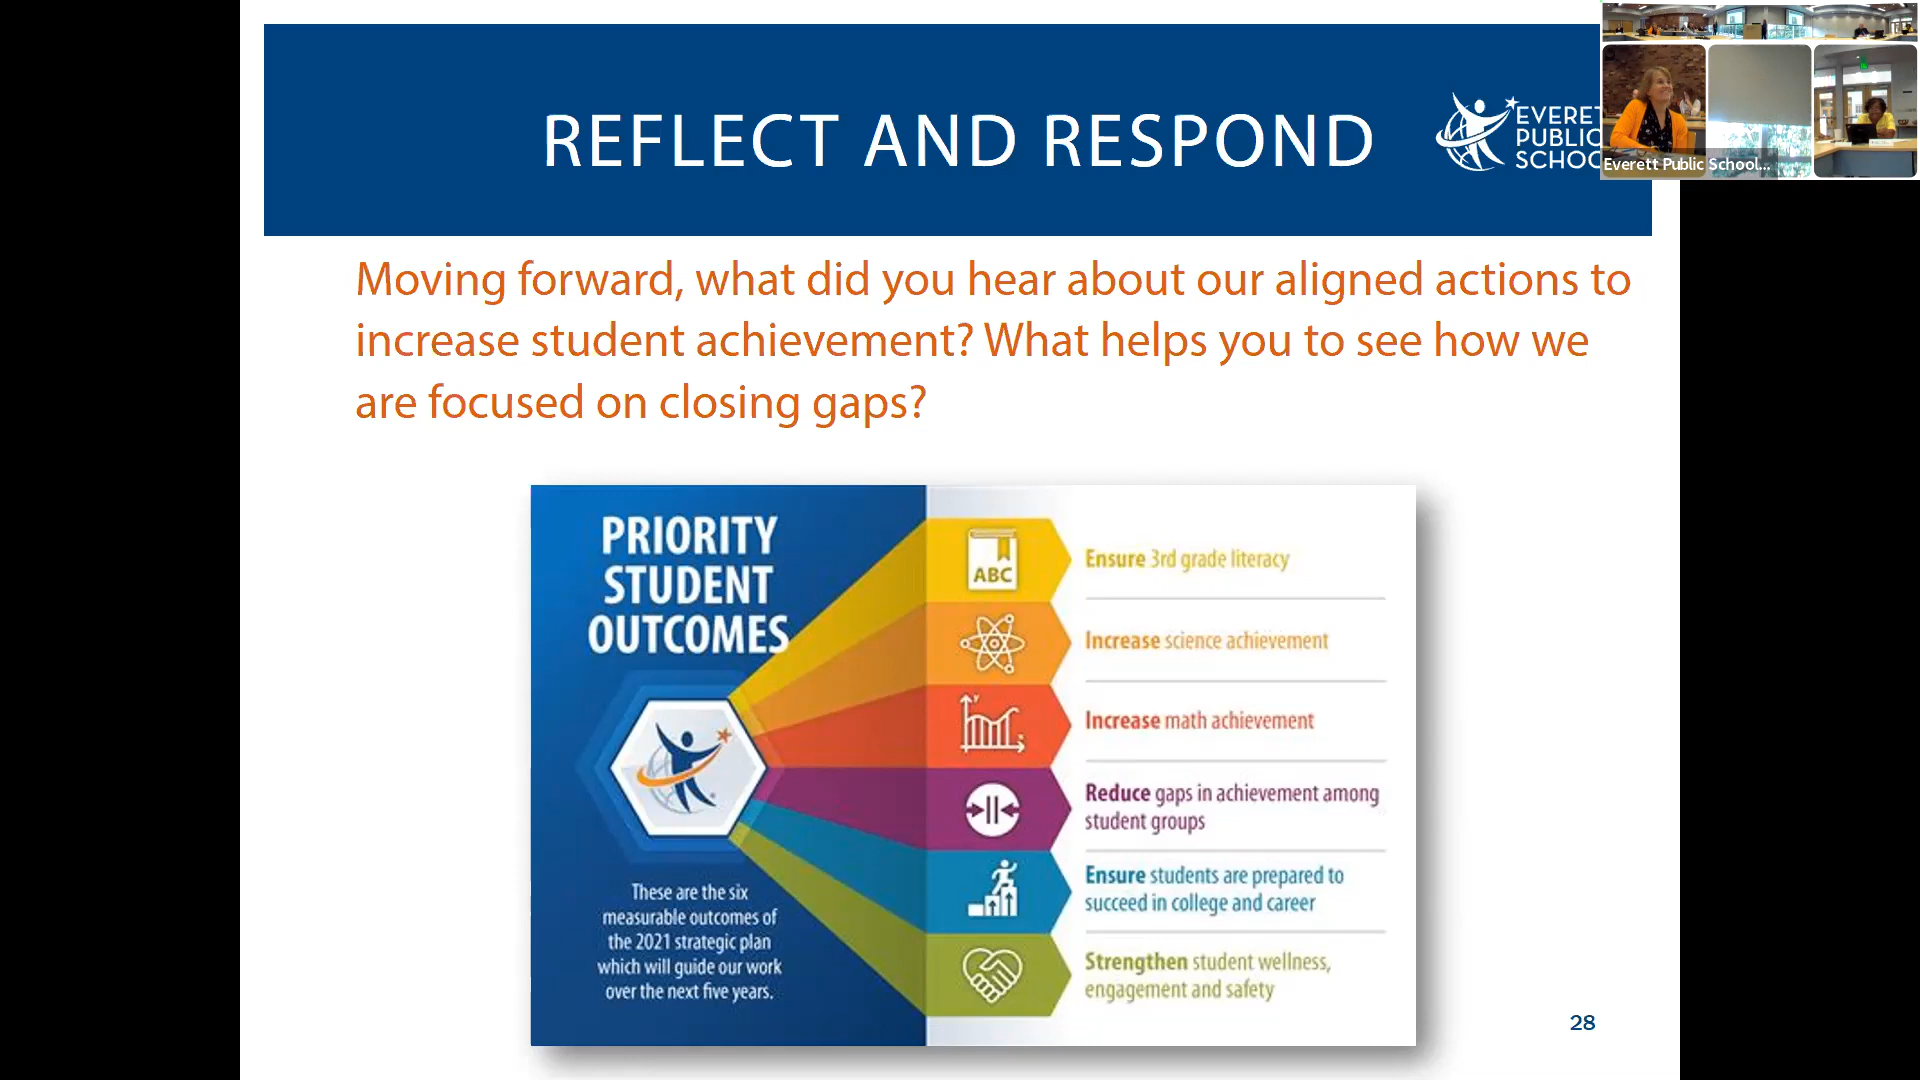 REFLECT AND RESPOND
EVERET
PUBLIC
SCHOO
Everett Public School...
Moving forward, what did you hear about our aligned actions to
increase student achievement? What helps you to see how we
are focused on closing gaps?
PRIORITY
STUDENT
OUTCOMES
These are the six
measurable outcomes of
the 2021 strategic plan
which will guide our work
over the next five years.
ABC
Ensure 3rd grade literacy
Increase science achievement
Increase math achievement
Reduce gaps in achievement among
student groups
Ensure students are prepared to
succeed in college and career
Strengthen student wellness,
engagement and safety
28